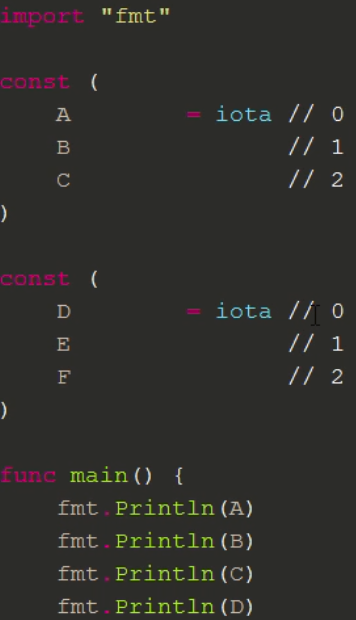 import "fmt"
const (
A = iota // 0
B // 1
C // 2
)
const (
D = iota // 0
E // 1
F // 2
)
func main() {
fmt.Println(A)
fmt.Println(B)
fmt.Println(C)
fmt.Println(D)